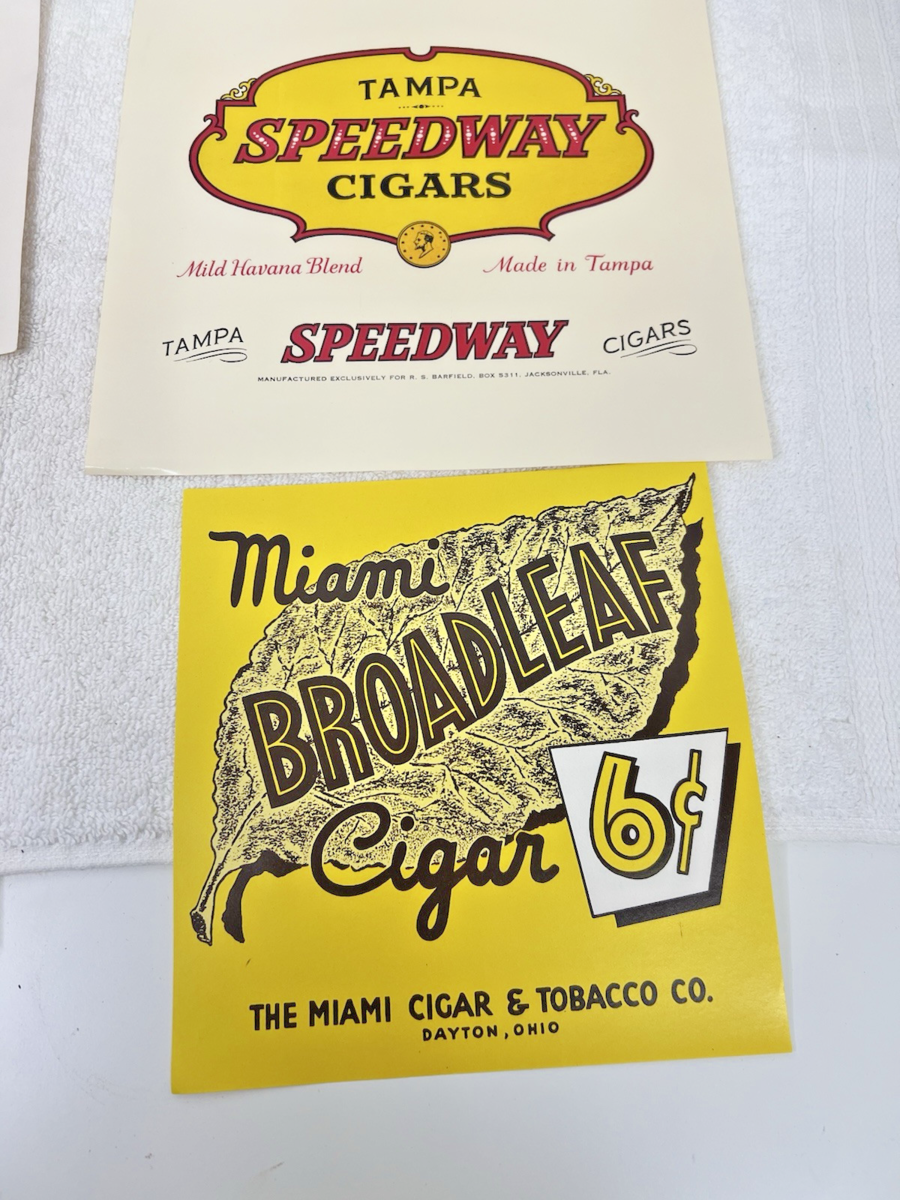 TAMPA
SPEEDWAY
CIGARS
Mild Havana Blend Made in Tampa
TAMPA SPEEDWAY CIGARS
MANUFACTURED EXCLUSIVELY FOR R. S. BARFIELD, BOX 5311, JACKSONVILLE, FLA.
Miami
BROADLEAF
Cigar 6¢
THE MIAMI CIGAR & TOBACCO CO.
DAYTON, OHIO